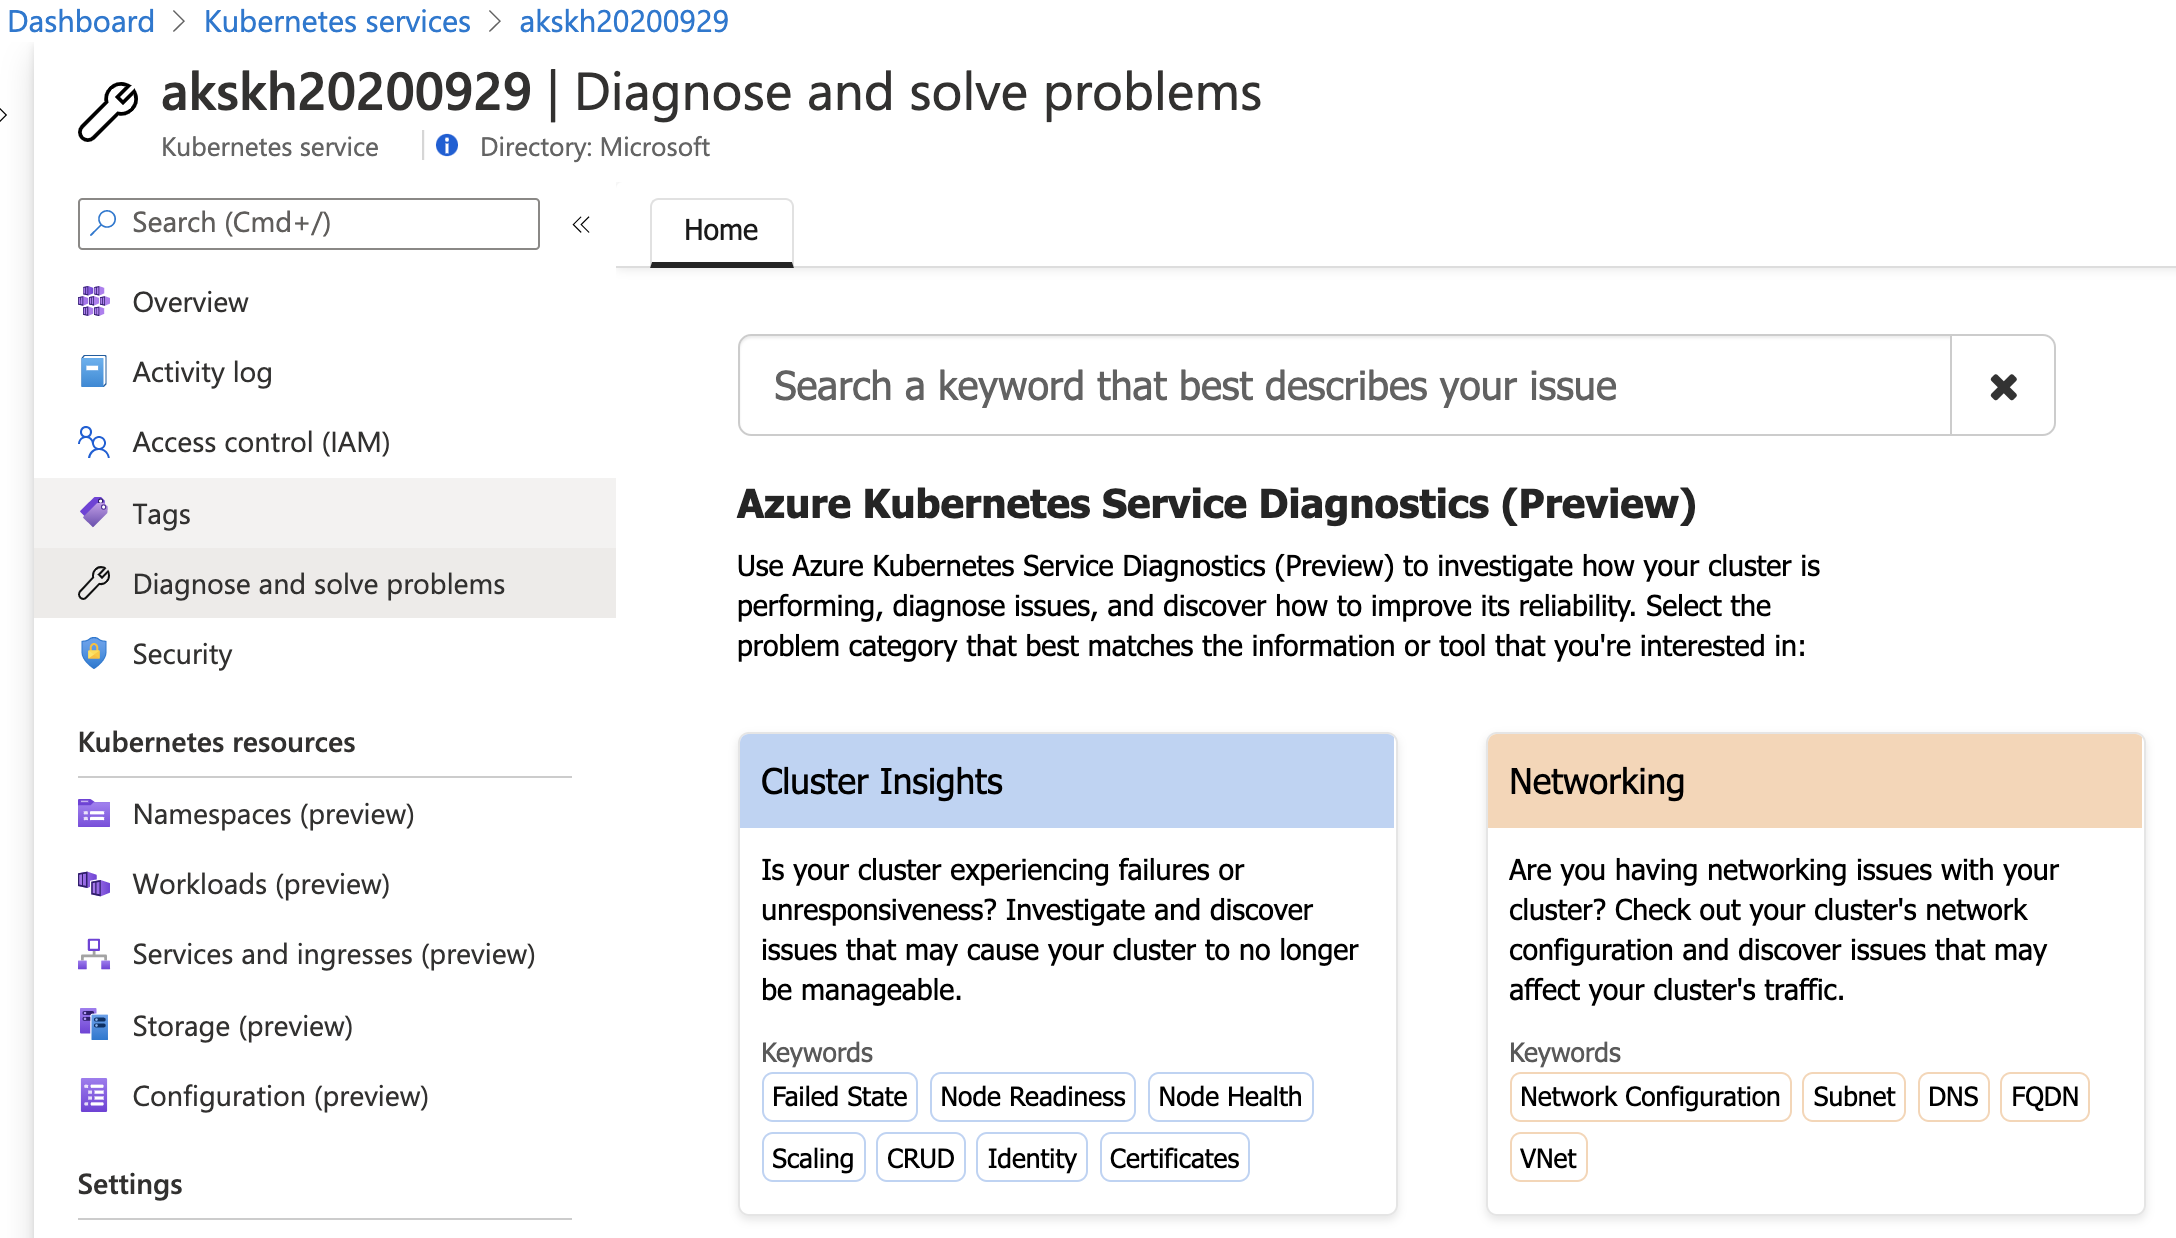 Dashboard > Kubernetes services > akskh20200929
akskh20200929 | Diagnose and solve problems
Kubernetes service
Directory: Microsoft
Search (Cmd+/)
«
Overview
Activity log
Access control (IAM)
Tags
Diagnose and solve problems
Security
Kubernetes resources
Namespaces (preview)
Workloads (preview)
Services and ingresses (preview)
Storage (preview)
Configuration (preview)
Settings
Home
Search a keyword that best describes your issue
Azure Kubernetes Service Diagnostics (Preview)
Use Azure Kubernetes Service Diagnostics (Preview) to investigate how your cluster is
performing, diagnose issues, and discover how to improve its reliability. Select the
problem category that best matches the information or tool that you're interested in:
Cluster Insights
Is your cluster experiencing failures or
unresponsiveness? Investigate and discover
issues that may cause your cluster to no longer
be manageable.
Keywords
Failed State Node Readiness Node Health
Scaling CRUD Identity Certificates
Networking
Are you having networking issues with your
cluster? Check out your cluster's network
configuration and discover issues that may
affect your cluster's traffic.
Keywords
Network Configuration Subnet DNS FQDN
VNet